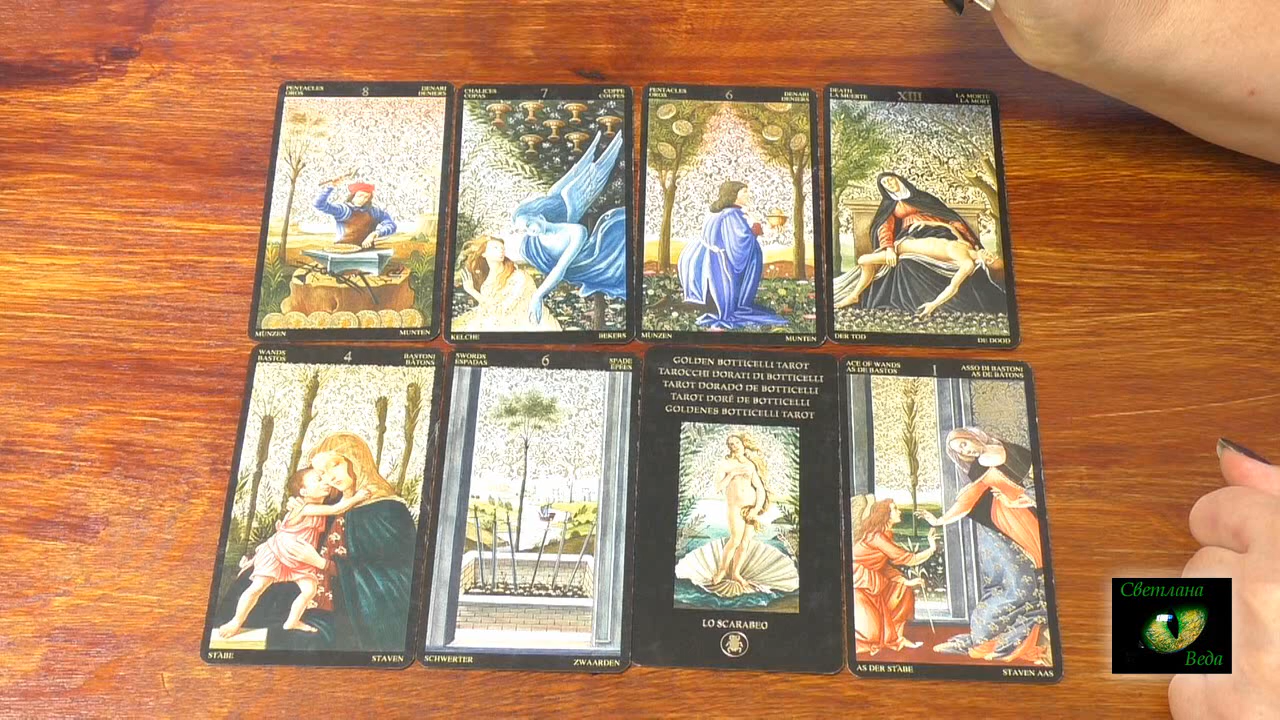 PENTACLES
OROS
8
DENARI
DENIERS
MÜNZEN
MUNTEN
CHALICES
COPAS
7
COPPE
COUPES
KELCHE
BEKERS
PENTACLES
OROS
6
DENARI
DENIERS
MÜNZEN
MUNTEN
DEATH
LA MUERTE
XIII
LA MORTE
LA MORT
DER TOD
DE DOOD
WANDS
BASTOS
4
BASTONI
BÂTONS
STÄBE
STAVEN
SWORDS
ESPADAS
6
SPADE
ÉPÉES
SCHWERTER
ZWAARDEN
GOLDEN BOTTICELLI TAROT
TAROCCHI DORATI DI BOTTICELLI
TAROT DORADO DE BOTTICELLI
TAROT DORÉ DE BOTTICELLI
GOLDENES BOTTICELLI TAROT
LO SCARABEO
ACE OF WANDS
AS DE BASTOS
1
ASSO DI BASTONI
AS DE BÂTONS
AS DER STÄBE
STAVEN AAS
Светлана
Веда